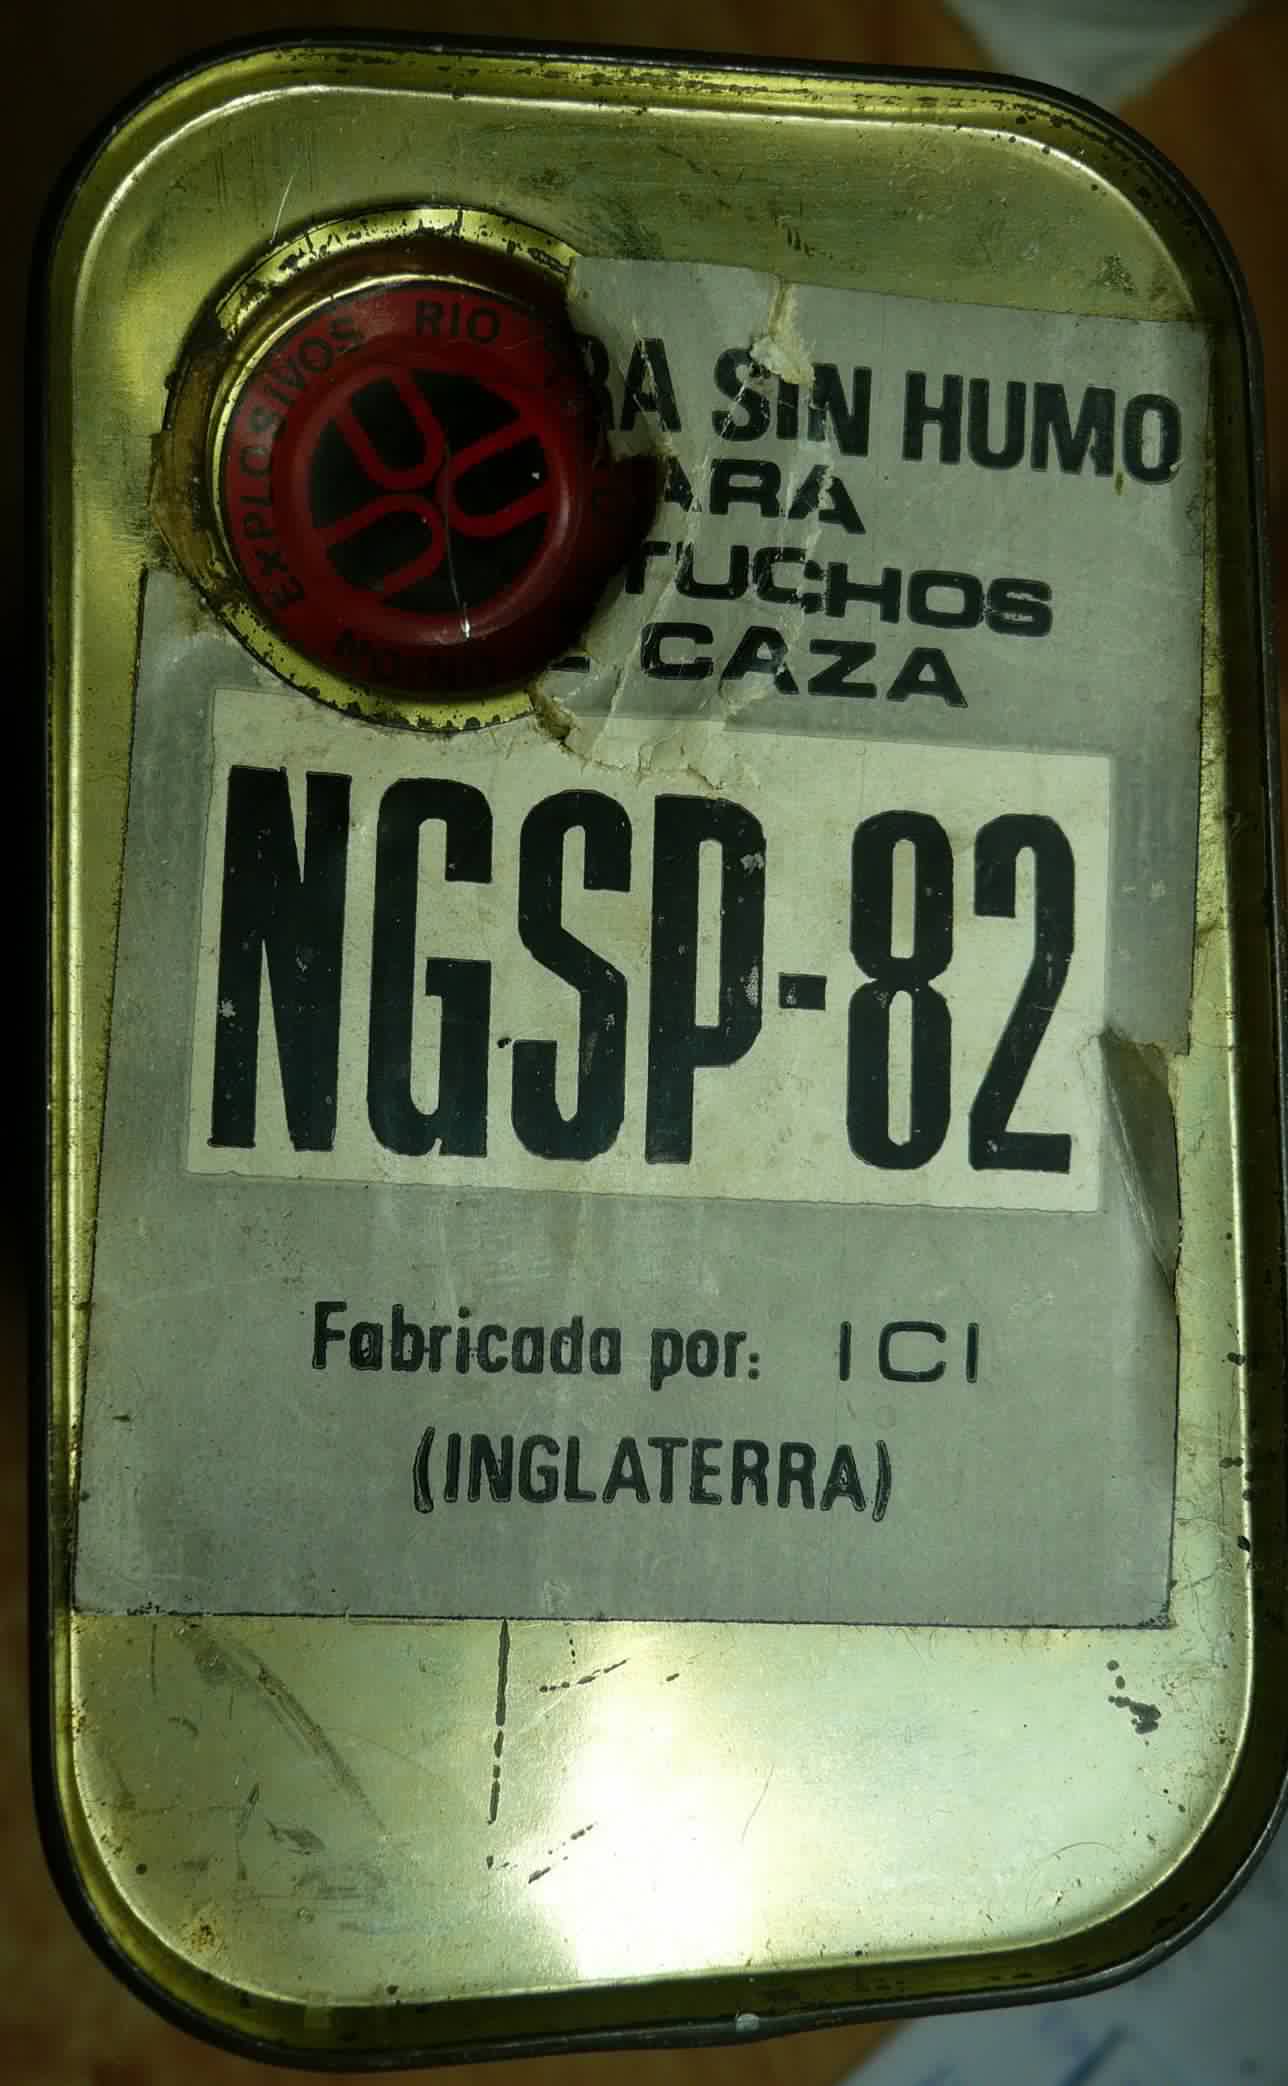 EXPLOSIVOS RIO
RA SIN HUMO
ARA
TUCHOS
CAZA
NGSP-82
Fabricada por: ICI
(INGLATERRA)